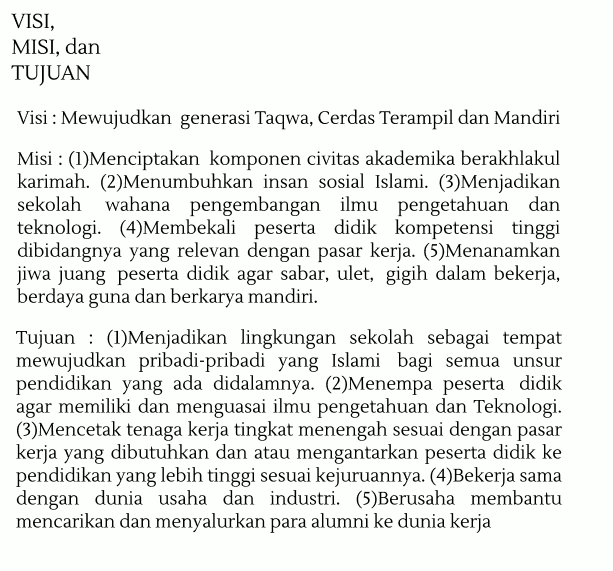 VISI,
MISI, dan
TUJUAN
Visi : Mewujudkan generasi Taqwa, Cerdas Terampil dan Mandiri
Misi : (1)Menciptakan komponen civitas akademika berakhlakul
karimah. (2)Menumbuhkan insan sosial Islami. (3)Menjadikan
sekolah wahana pengembangan ilmu pengetahuan dan
teknologi. (4)Membekali peserta didik kompetensi tinggi
dibidangnya yang relevan dengan pasar kerja. (5)Menanamkan
jiwa juang peserta didik agar sabar, ulet, gigih dalam bekerja,
berdaya guna dan berkarya mandiri.
Tujuan : (1)Menjadikan lingkungan sekolah sebagai tempat
mewujudkan pribadi-pribadi yang Islami bagi semua unsur
pendidikan yang ada didalamnya. (2)Menempa peserta didik
agar memiliki dan menguasai ilmu pengetahuan dan Teknologi.
(3)Mencetak tenaga kerja tingkat menengah sesuai dengan pasar
kerja yang dibutuhkan dan atau mengantarkan peserta didik ke
pendidikan yang lebih tinggi sesuai kejuruannya. (4)Bekerja sama
dengan dunia usaha dan industri. (5)Berusaha membantu
mencarikan dan menyalurkan para alumni ke dunia kerja